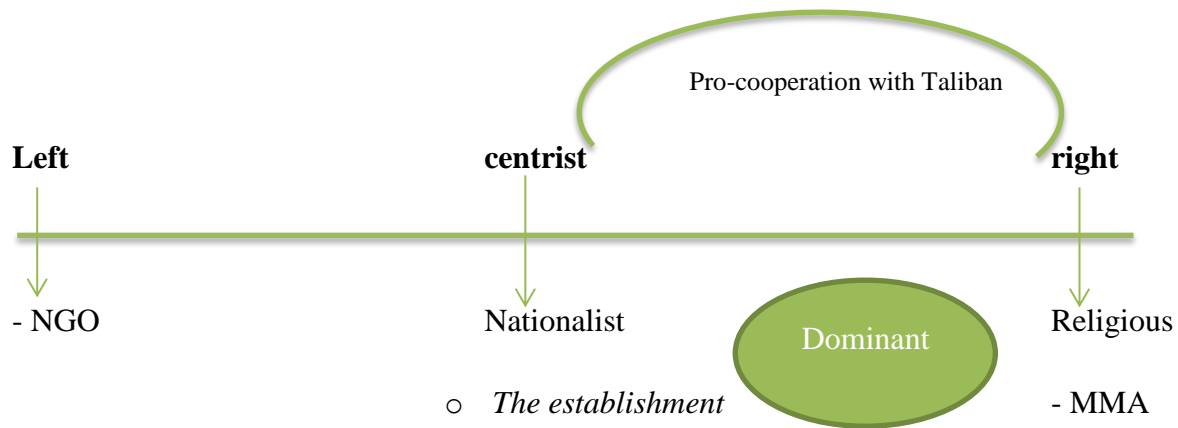 Pro-cooperation with Taliban
Left centrist right
- NGO Nationalist Dominant Religious
o The establishment - MMA